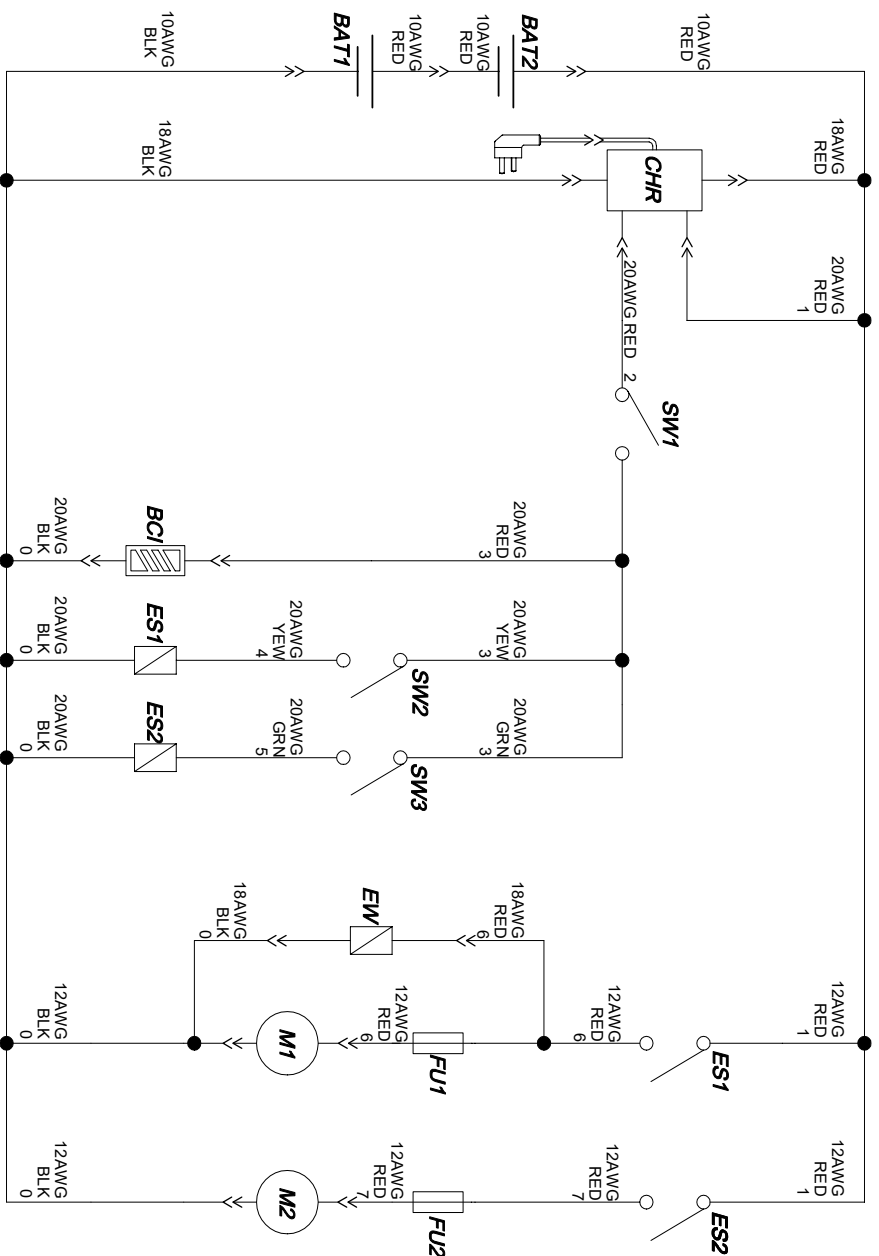 10AWG
BLK
BAT1
10AWG
RED
10AWG
RED
BAT2
10AWG
RED
18AWG
BLK
CHR
18AWG
RED
20AWG
RED
1
20AWG RED 2
SW1
20AWG
BLK
0
BCI
20AWG
RED
3
20AWG
BLK
0
ES1
20AWG
YEW
4
SW2
20AWG
YEW
3
20AWG
BLK
0
ES2
20AWG
GRN
5
SW3
20AWG
GRN
3
18AWG
BLK
0
EW
18AWG
RED
6
12AWG
BLK
0
M1
12AWG
RED
6
FU1
12AWG
RED
6
ES1
12AWG
RED
1
12AWG
BLK
0
M2
12AWG
RED
7
FU2
12AWG
RED
7
ES2
12AWG
RED
1